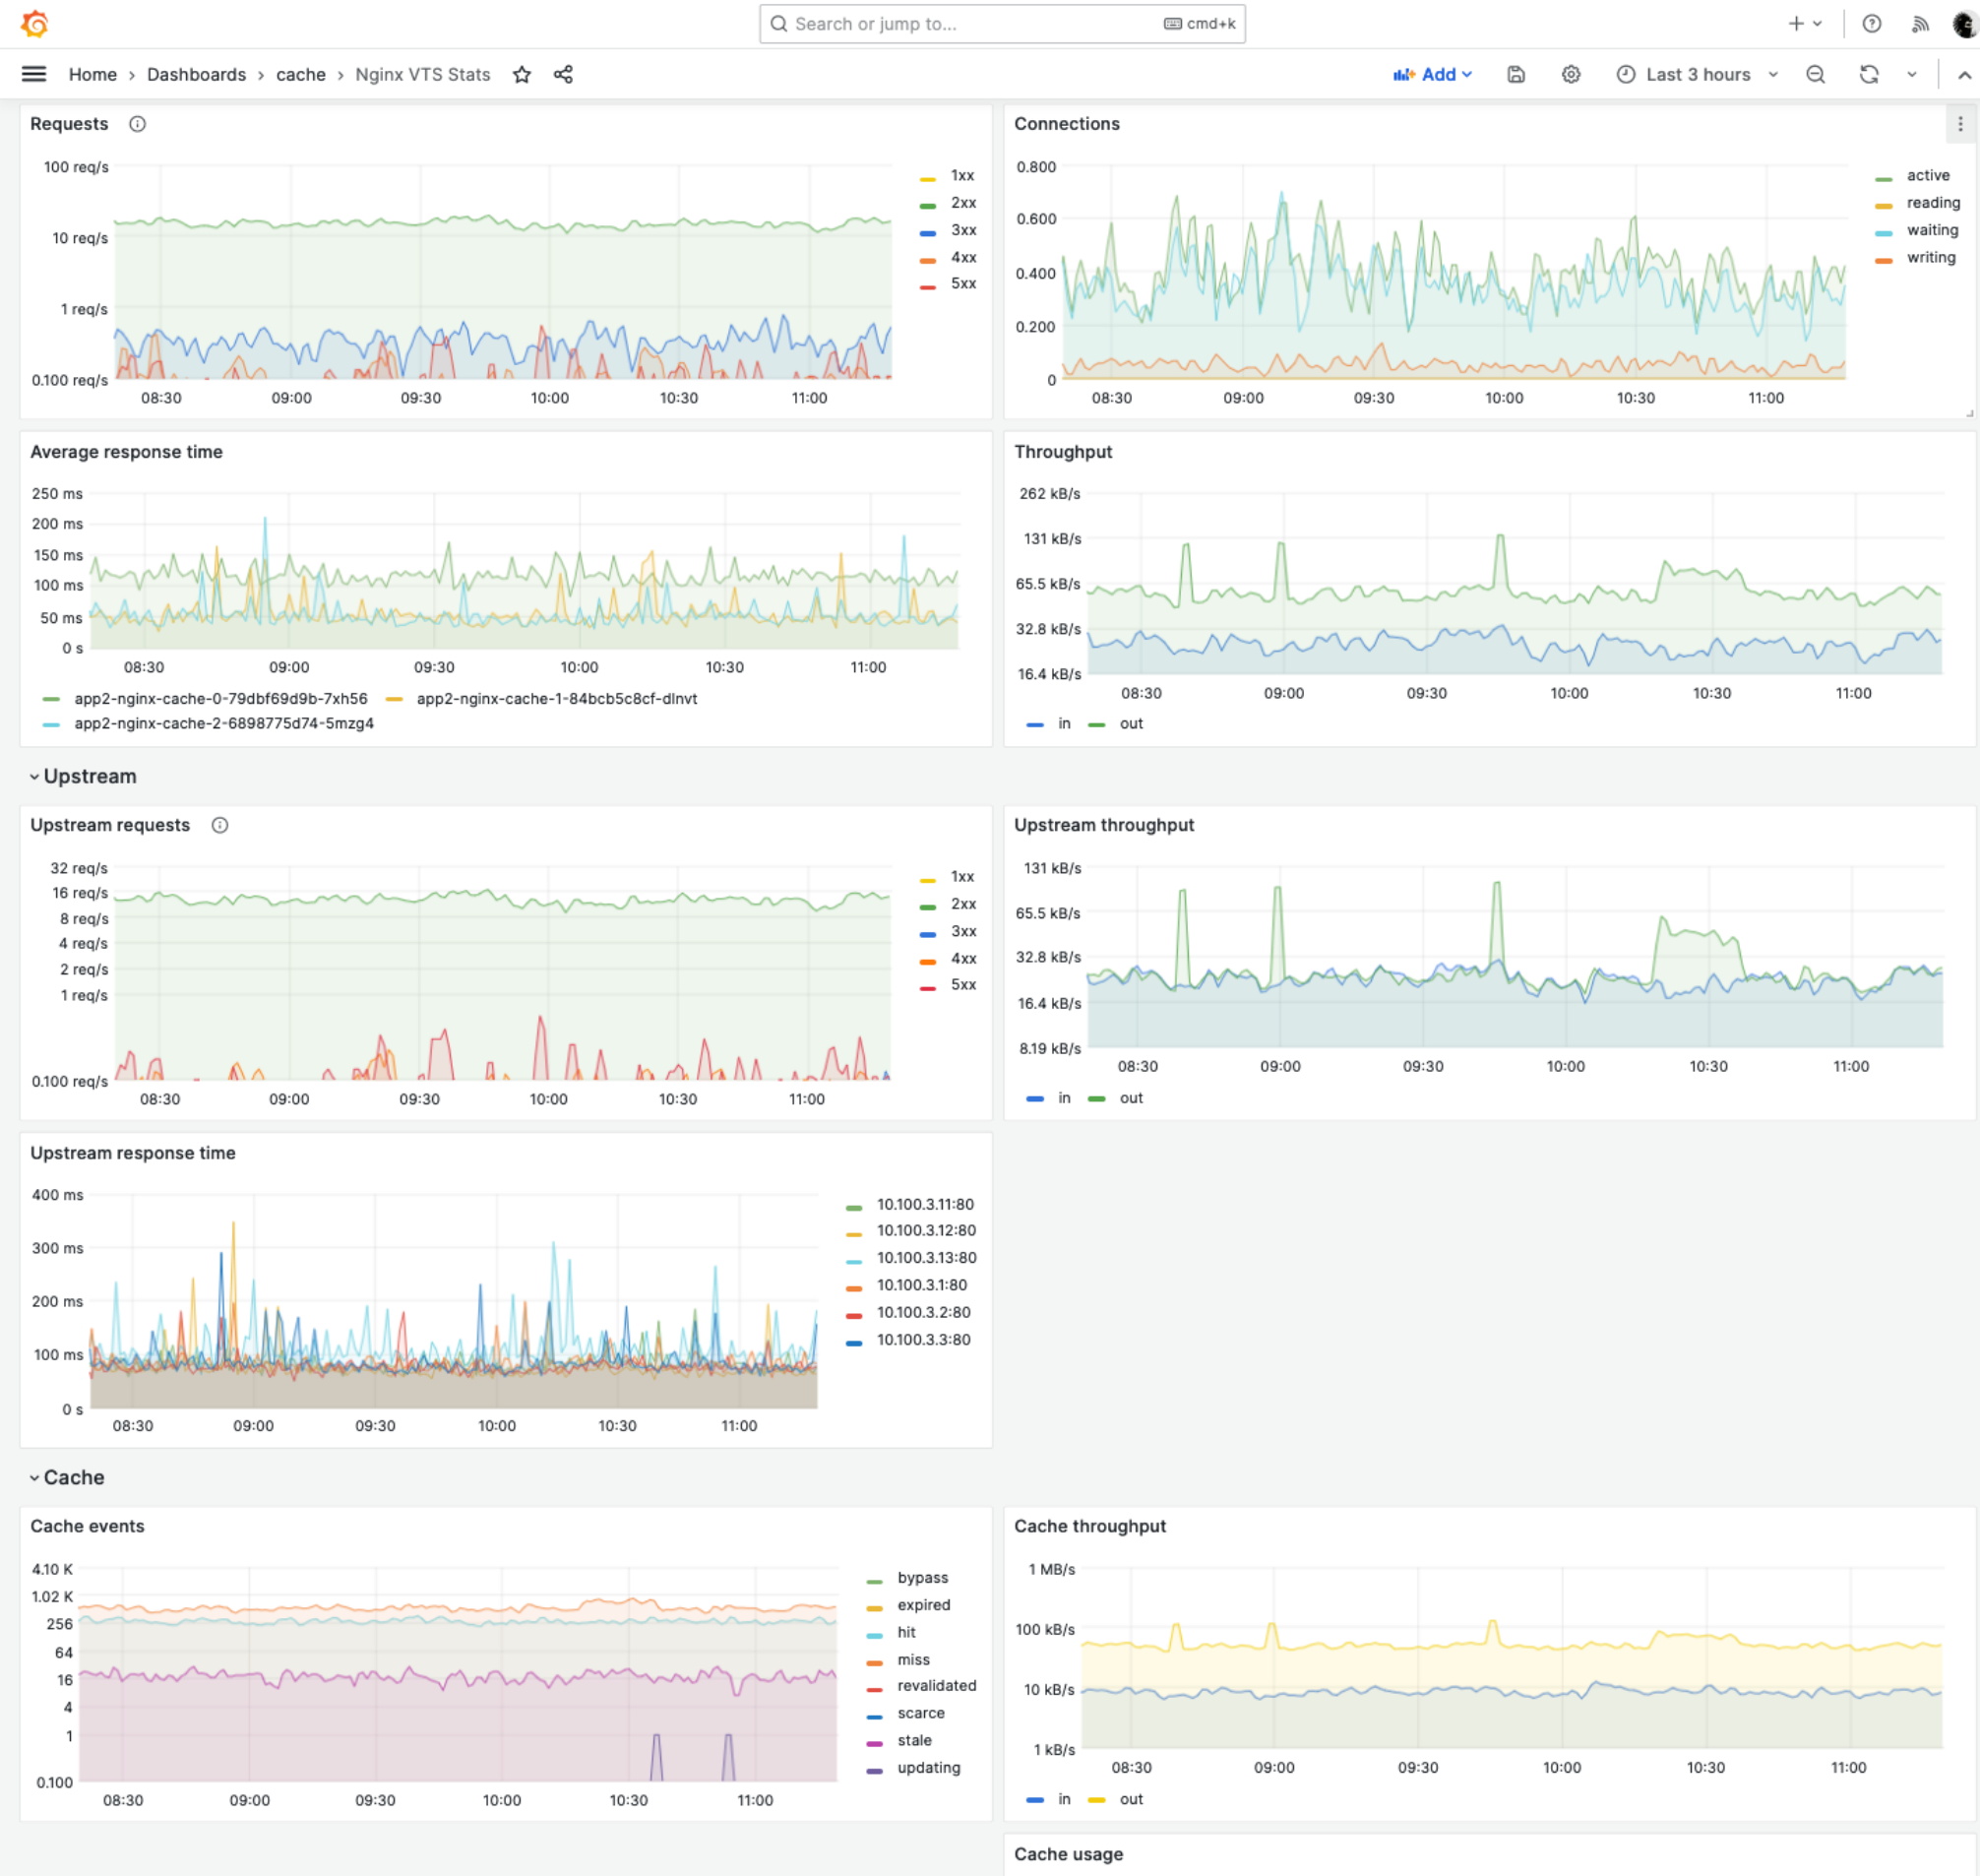 Search or jump to... cmd+k
Home › Dashboards › cache › Nginx VTS Stats
Add
Last 3 hours
Requests
100 req/s
10 req/s
1 req/s
0.100 req/s
08:30 09:00 09:30 10:00 10:30 11:00
1xx
2xx
3xx
4xx
5xx
Connections
0.800
0.600
0.400
0.200
0
08:30 09:00 09:30 10:00 10:30 11:00
active
reading
waiting
writing
Average response time
250 ms
200 ms
150 ms
100 ms
50 ms
0 s
08:30 09:00 09:30 10:00 10:30 11:00
app2-nginx-cache-0-79dbf69d9b-7xh56 app2-nginx-cache-1-84bcb5c8cf-dlnvt
app2-nginx-cache-2-6898775d74-5mzg4
Throughput
262 kB/s
131 kB/s
65.5 kB/s
32.8 kB/s
16.4 kB/s
08:30 09:00 09:30 10:00 10:30 11:00
in out
Upstream
Upstream requests
32 req/s
16 req/s
8 req/s
4 req/s
2 req/s
1 req/s
0.100 req/s
08:30 09:00 09:30 10:00 10:30 11:00
1xx
2xx
3xx
4xx
5xx
Upstream throughput
131 kB/s
65.5 kB/s
32.8 kB/s
16.4 kB/s
8.19 kB/s
08:30 09:00 09:30 10:00 10:30 11:00
in out
Upstream response time
400 ms
300 ms
200 ms
100 ms
0 s
08:30 09:00 09:30 10:00 10:30 11:00
10.100.3.11:80
10.100.3.12:80
10.100.3.13:80
10.100.3.1:80
10.100.3.2:80
10.100.3.3:80
Cache
Cache events
4.10 K
1.02 K
256
64
16
4
1
0.100
08:30 09:00 09:30 10:00 10:30 11:00
bypass
expired
hit
miss
revalidated
scarce
stale
updating
Cache throughput
1 MB/s
100 kB/s
10 kB/s
1 kB/s
08:30 09:00 09:30 10:00 10:30 11:00
in out
Cache usage